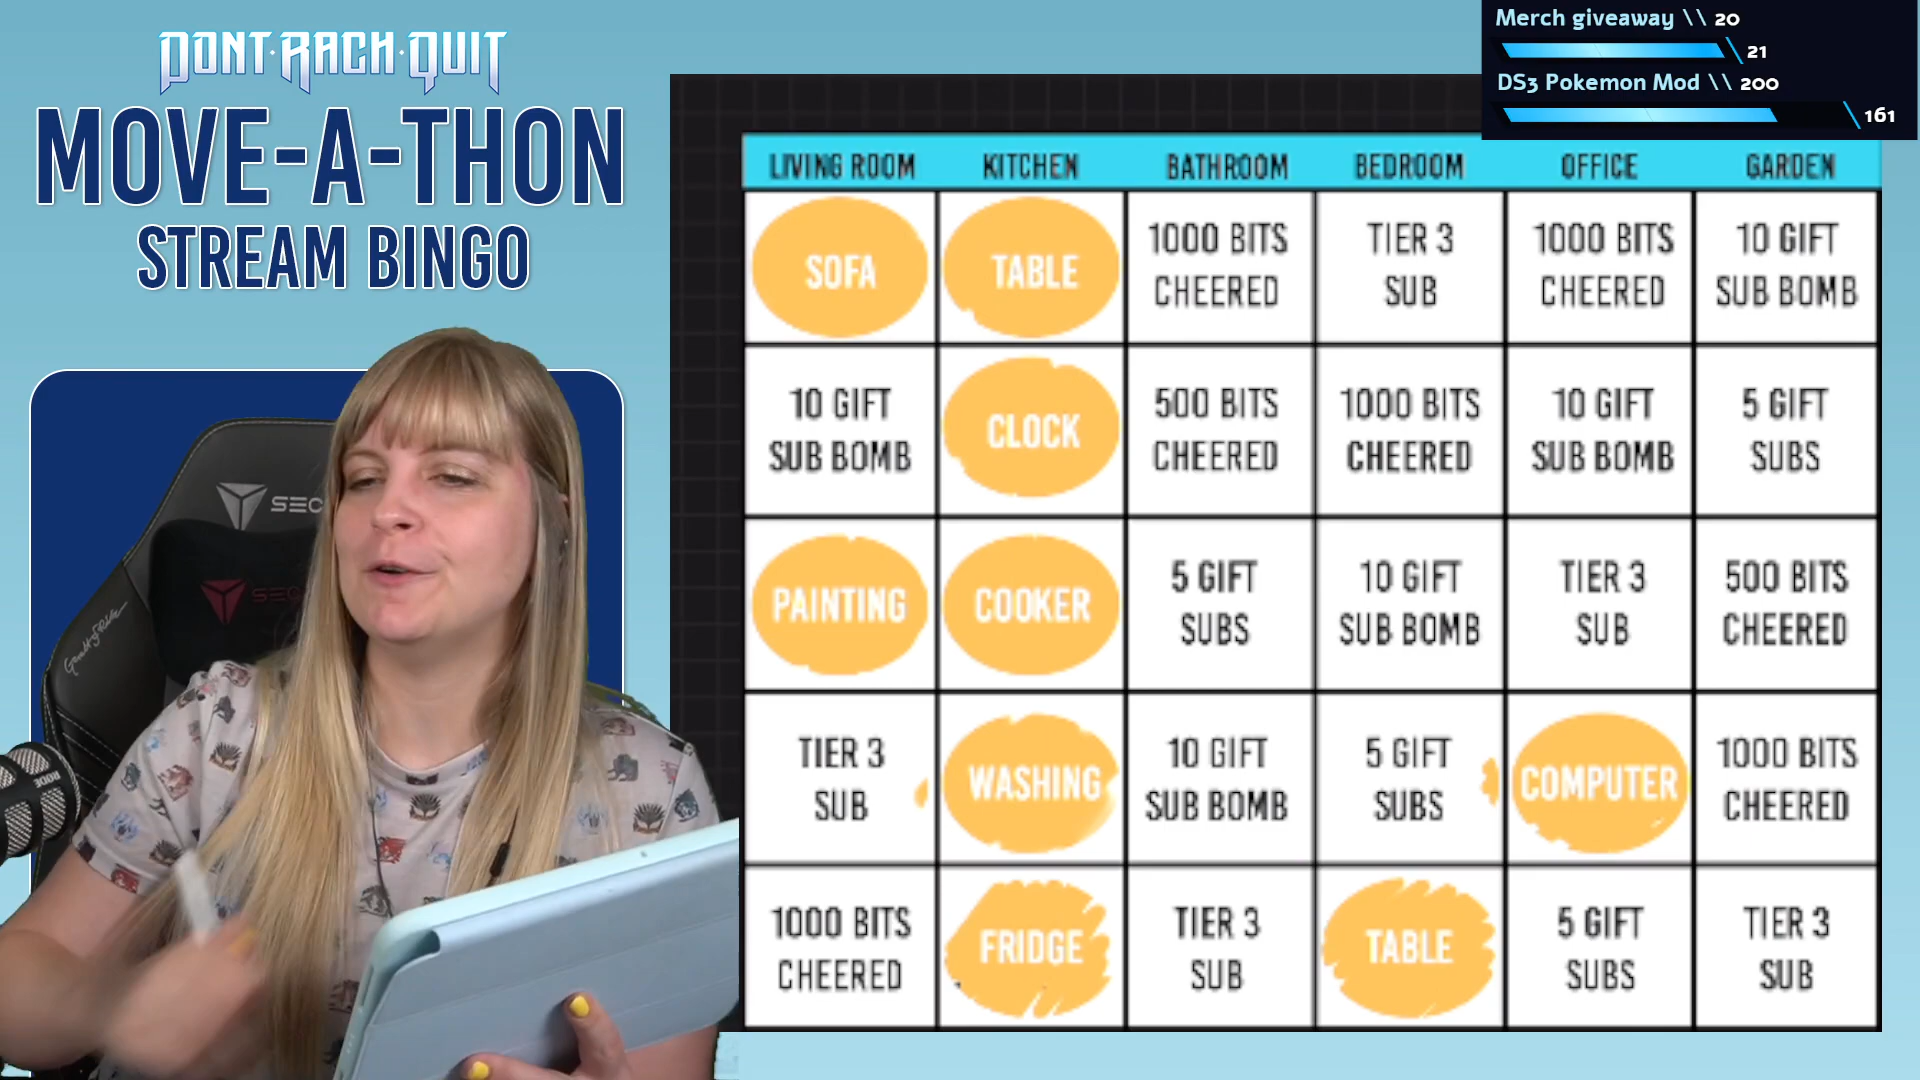 DONT·RACH·QUIT
MOVE-A-THON
STREAM BINGO
Merch giveaway \\ 20
21
DS3 Pokemon Mod \\ 200
161
LIVING ROOM KITCHEN BATHROOM BEDROOM OFFICE GARDEN
SOFA
TABLE
1000 BITS
CHEERED
TIER 3
SUB
1000 BITS
CHEERED
10 GIFT
SUB BOMB
10 GIFT
SUB BOMB
CLOCK
500 BITS
CHEERED
1000 BITS
CHEERED
10 GIFT
SUB BOMB
5 GIFT
SUBS
PAINTING
COOKER
5 GIFT
SUBS
10 GIFT
SUB BOMB
TIER 3
SUB
500 BITS
CHEERED
TIER 3
SUB
WASHING
10 GIFT
SUB BOMB
5 GIFT
SUBS
COMPUTER
1000 BITS
CHEERED
1000 BITS
CHEERED
FRIDGE
TIER 3
SUB
TABLE
5 GIFT
SUBS
TIER 3
SUB
SEC
SEC
RODE